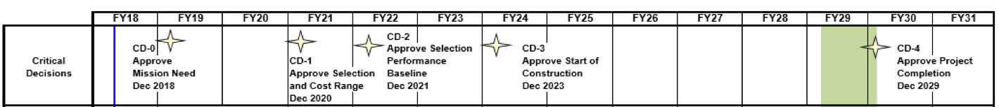 FY18 FY19 FY20 FY21 FY22 FY23 FY24 FY25 FY26 FY27 FY28 FY29 FY30 FY31
Critical
Decisions
CD-0
Approve
Mission Need
Dec 2018
CD-1
Approve Selection
and Cost Range
Dec 2020
CD-2
Approve Selection
Performance
Baseline
Dec 2021
CD-3
Approve Start of
Construction
Dec 2023
CD-4
Approve Project
Completion
Dec 2029